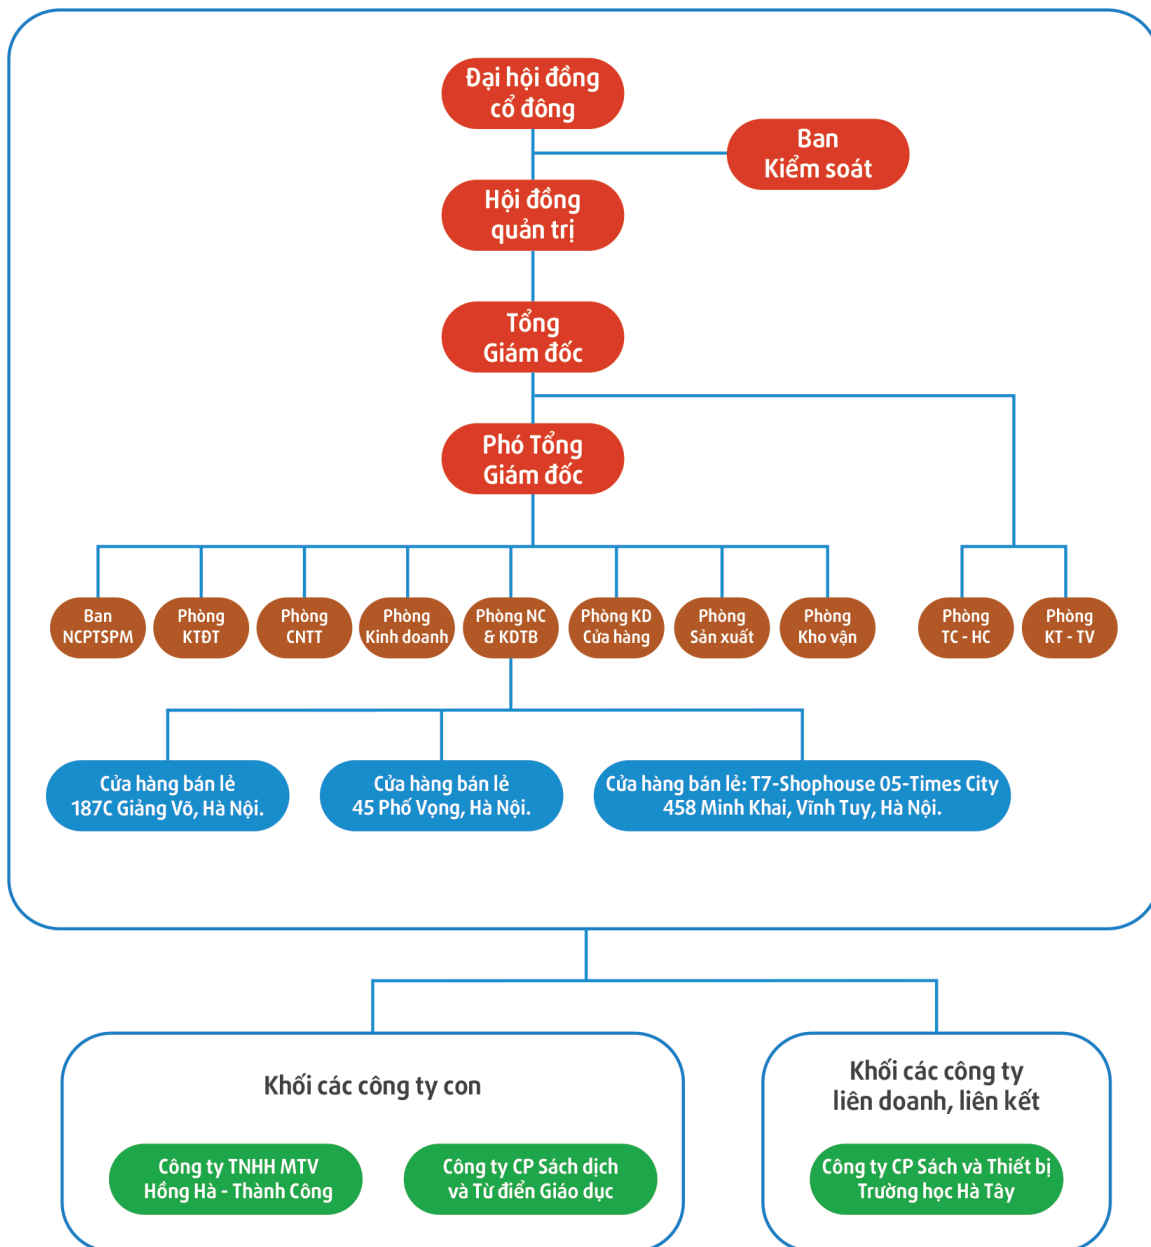 Đại hội đồng
cổ đông
Ban
Kiểm soát
Hội đồng
quản trị
Tổng
Giám đốc
Phó Tổng
Giám đốc
Ban
NCPTSPM
Phòng
KTĐT
Phòng
CNTT
Phòng
Kinh doanh
Phòng NC
& KDTB
Phòng KD
Cửa hàng
Phòng
Sản xuất
Phòng
Kho vận
Phòng
TC - HC
Phòng
KT - TV
Cửa hàng bán lẻ
187C Giảng Võ, Hà Nội.
Cửa hàng bán lẻ
45 Phố Vọng, Hà Nội.
Cửa hàng bán lẻ: T7-Shophouse 05-Times City
458 Minh Khai, Vĩnh Tuy, Hà Nội.
Khối các công ty con
Công ty TNHH MTV
Hồng Hà - Thành Công
Công ty CP Sách dịch
và Từ điển Giáo dục
Khối các công ty
liên doanh, liên kết
Công ty CP Sách và Thiết bị
Trường học Hà Tây